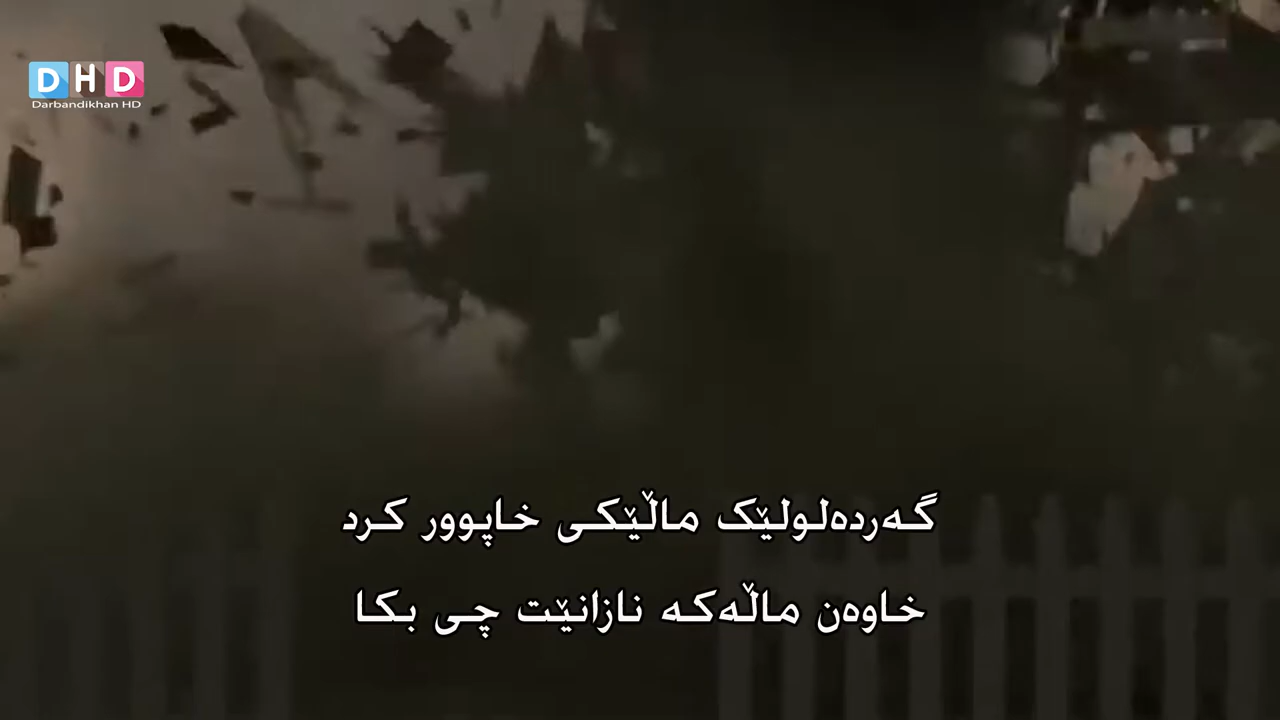 DHD
Darbandikhan HD
گەردەلولێک ماڵێکی خاپوور کرد
خاوەن ماڵەکە نازانێت چی بکا